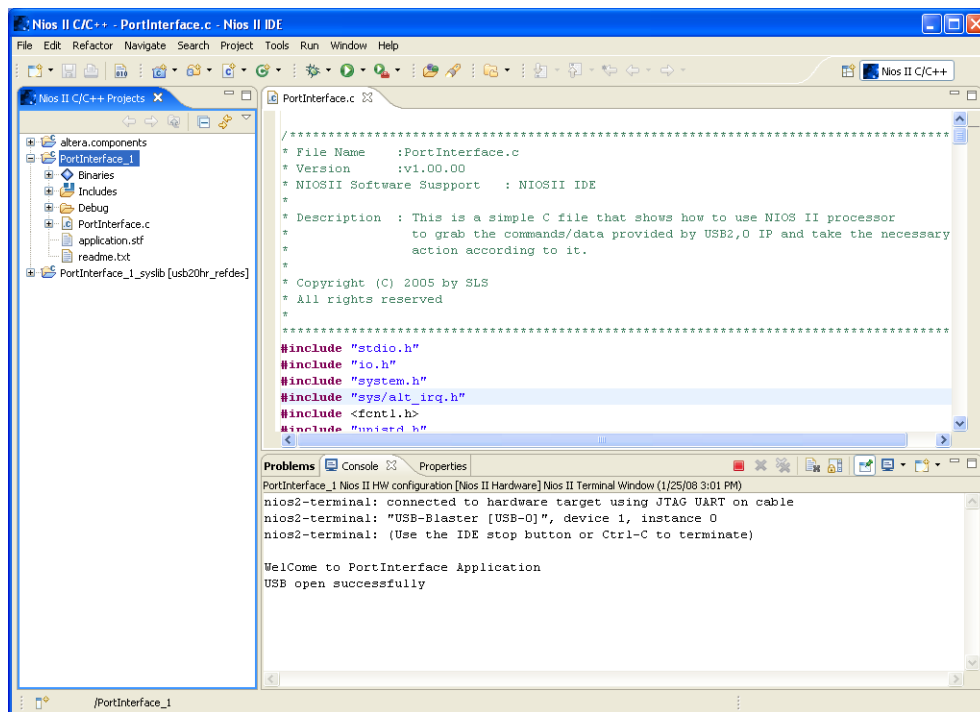 Nios II C/C++ - PortInterface.c - Nios II IDE
File Edit Refactor Navigate Search Project Tools Run Window Help
Nios II C/C++
Nios II C/C++ Projects
altera.components
PortInterface_1
Binaries
Includes
Debug
PortInterface.c
application.stf
readme.txt
PortInterface_1_syslib [usb20hr_refdes]
PortInterface.c
/**************************************************************************************
* File Name :PortInterface.c
* Version :v1.00.00
* NIOSII Software Suspport : NIOSII IDE
*
* Description : This is a simple C file that shows how to use NIOS II processor
* to grab the commands/data provided by USB2,0 IP and take the necessary
* action according to it.
*
* Copyright (C) 2005 by SLS
* All rights reserved
*
***************************************************************************************
#include "stdio.h"
#include "io.h"
#include "system.h"
#include "sys/alt_irq.h"
#include <fcntl.h>
#include "unistd.h"
Problems Console Properties
PortInterface_1 Nios II HW configuration [Nios II Hardware] Nios II Terminal Window (1/25/08 3:01 PM)
nios2-terminal: connected to hardware target using JTAG UART on cable
nios2-terminal: "USB-Blaster [USB-0]", device 1, instance 0
nios2-terminal: (Use the IDE stop button or Ctrl-C to terminate)
WelCome to PortInterface Application
USB open successfully
/PortInterface_1